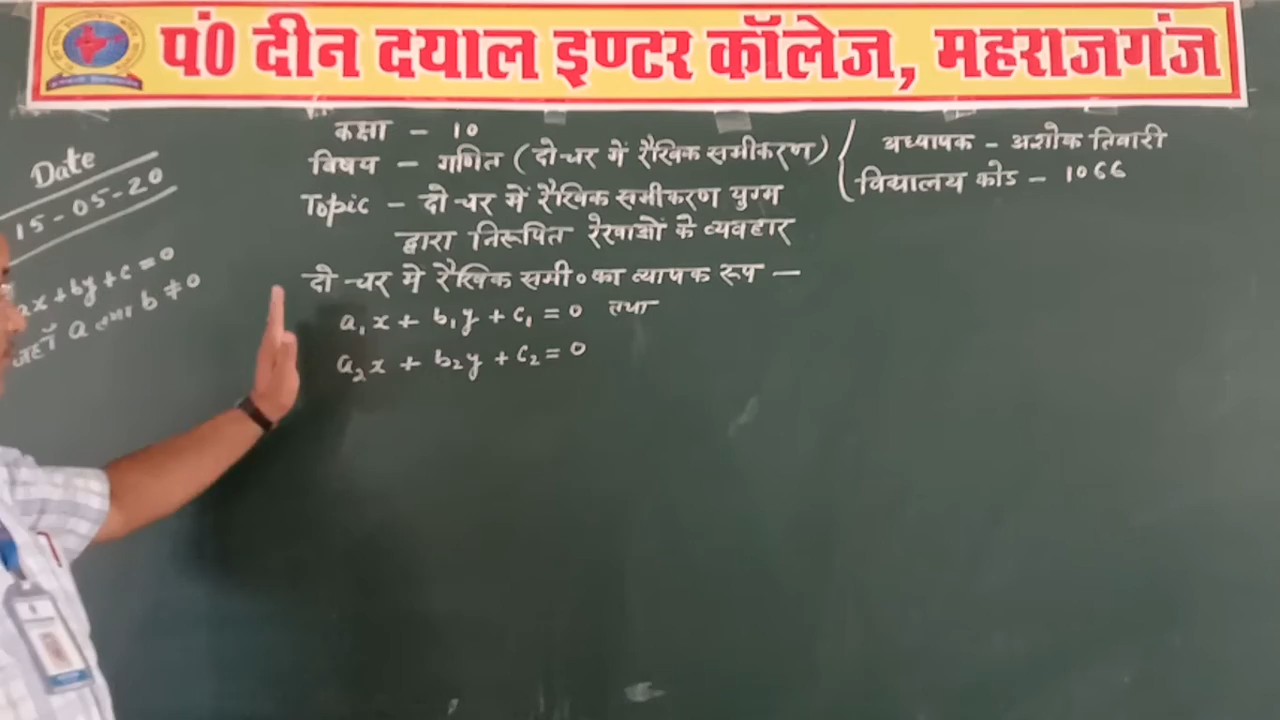 पं0 दीन दयाल इण्टर कॉलेज, महराजगंज
Date
15-05-20
ax + by + c = 0
जहाँ a तथा b ≠ 0
कक्षा - 10
विषय - गणित (दो चर में रैखिक समीकरण)
Topic - दो चर में रैखिक समीकरण युग्म
द्वारा निरूपित रेखाओं के व्यवहार
दो चर मे रैखिक समी० का व्यापक रूप -
a₁x + b₁y + c₁ = 0 तथा
a₂x + b₂y + c₂ = 0
अध्यापक - अशोक तिवारी
विद्यालय कोड - 1066